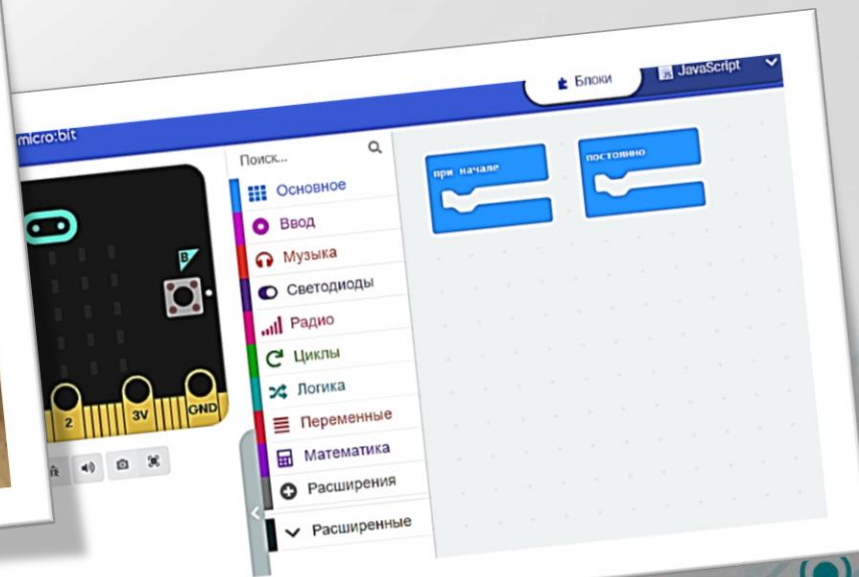 micro:bit
Блоки
JavaScript
Поиск...
Основное
Ввод
Музыка
Светодиоды
Радио
Циклы
Логика
Переменные
Математика
Расширения
Расширенные
при начале
постоянно
B
2
3V
GND